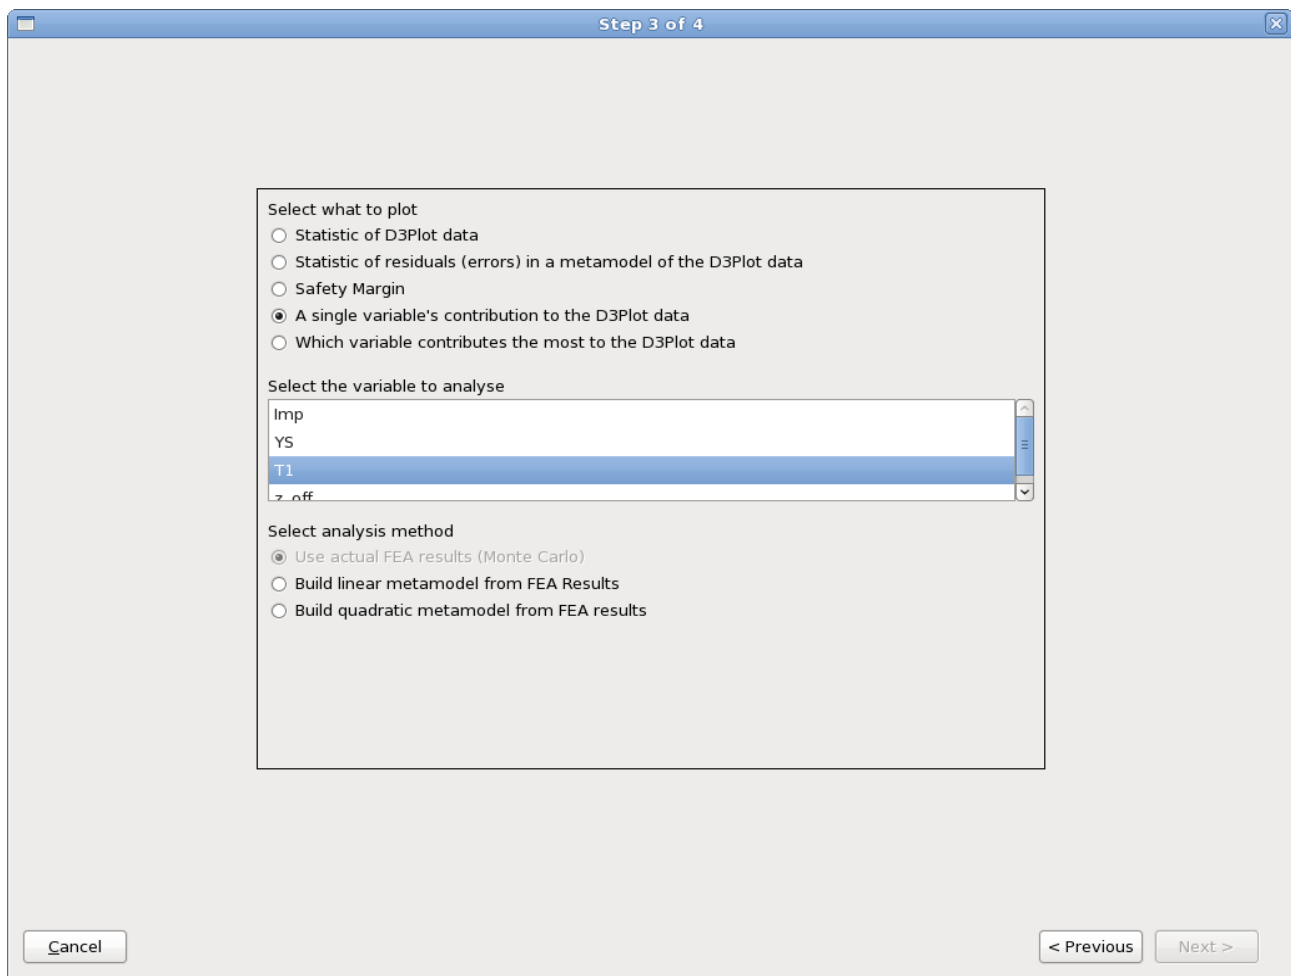 Step 3 of 4
Select what to plot
Statistic of D3Plot data
Statistic of residuals (errors) in a metamodel of the D3Plot data
Safety Margin
A single variable's contribution to the D3Plot data
Which variable contributes the most to the D3Plot data
Select the variable to analyse
Imp
YS
T1
z_off
Select analysis method
Use actual FEA results (Monte Carlo)
Build linear metamodel from FEA Results
Build quadratic metamodel from FEA results
Cancel
< Previous
Next >